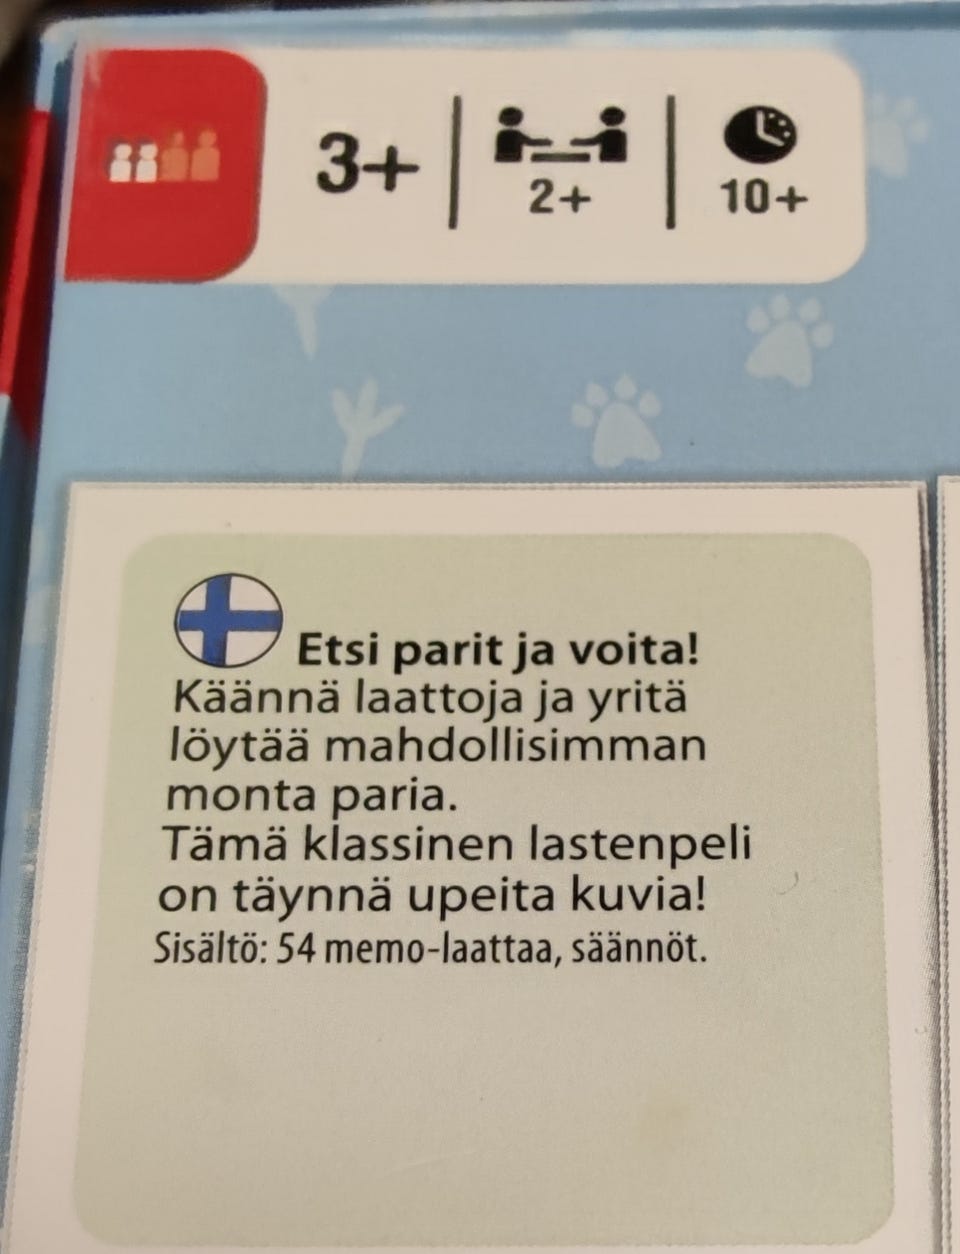 3+
2+
10+
Etsi parit ja voita!
Käännä laattoja ja yritä
löytää mahdollisimman
monta paria.
Tämä klassinen lastenpeli
on täynnä upeita kuvia!
Sisältö: 54 memo-laattaa, säännöt.